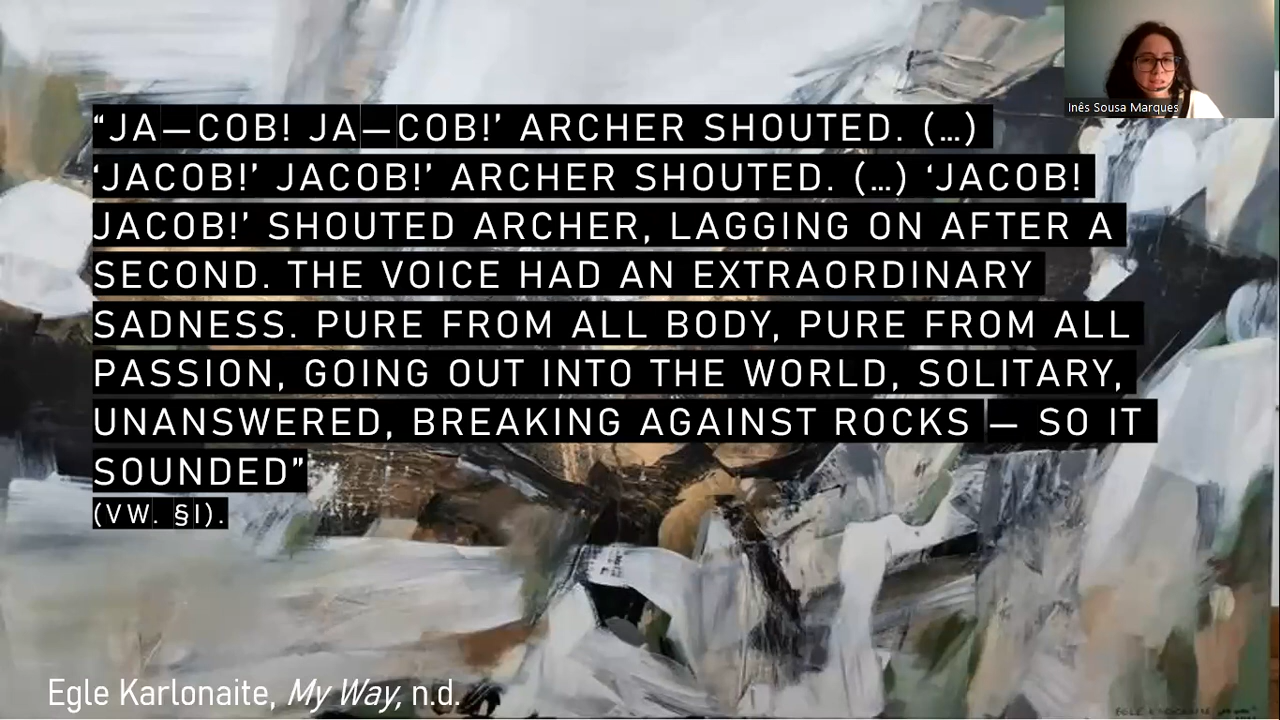 Inês Sousa Marques
“JA—COB! JA—COB!’ ARCHER SHOUTED. (…)
‘JACOB!’ JACOB!’ ARCHER SHOUTED. (…) ‘JACOB!
JACOB!’ SHOUTED ARCHER, LAGGING ON AFTER A
SECOND. THE VOICE HAD AN EXTRAORDINARY
SADNESS. PURE FROM ALL BODY, PURE FROM ALL
PASSION, GOING OUT INTO THE WORLD, SOLITARY,
UNANSWERED, BREAKING AGAINST ROCKS — SO IT
SOUNDED”
(VW. §I).
Egle Karlonaite, My Way, n.d.